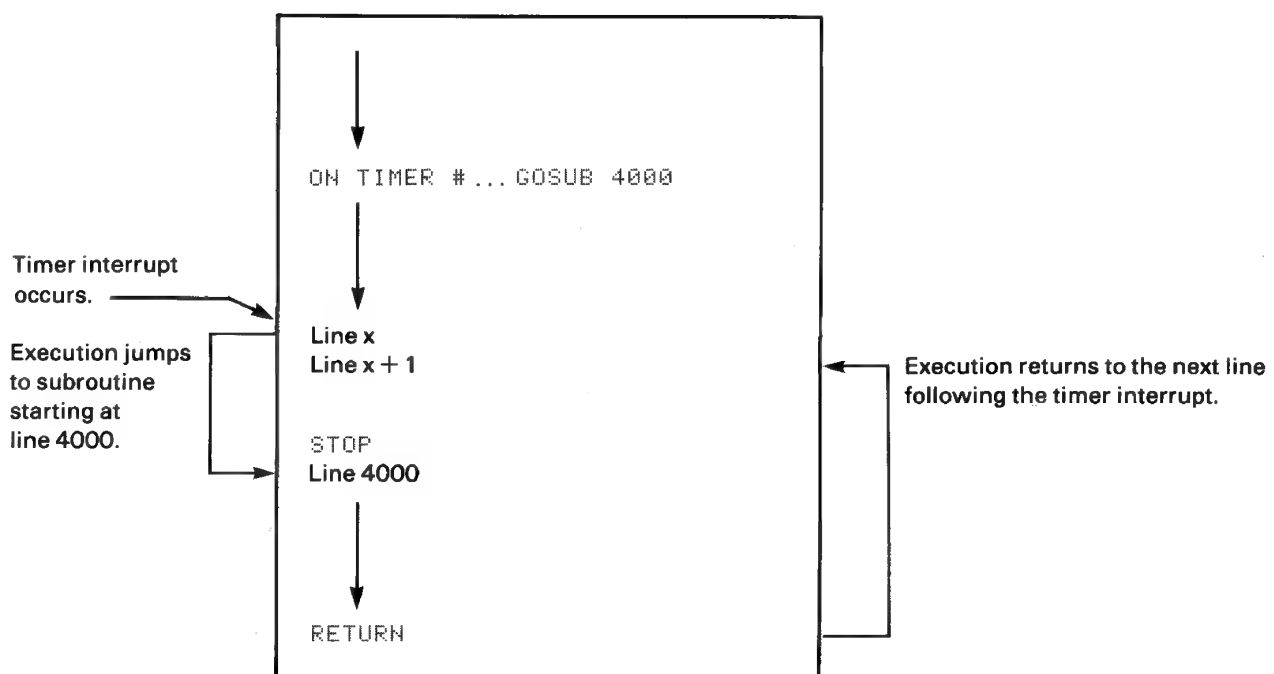 ON TIMER #... GOSUB 4000
Timer interrupt
occurs.
Line x
Line x + 1
Execution jumps
to subroutine
starting at
line 4000.
Execution returns to the next line
following the timer interrupt.
STOP
Line 4000
RETURN